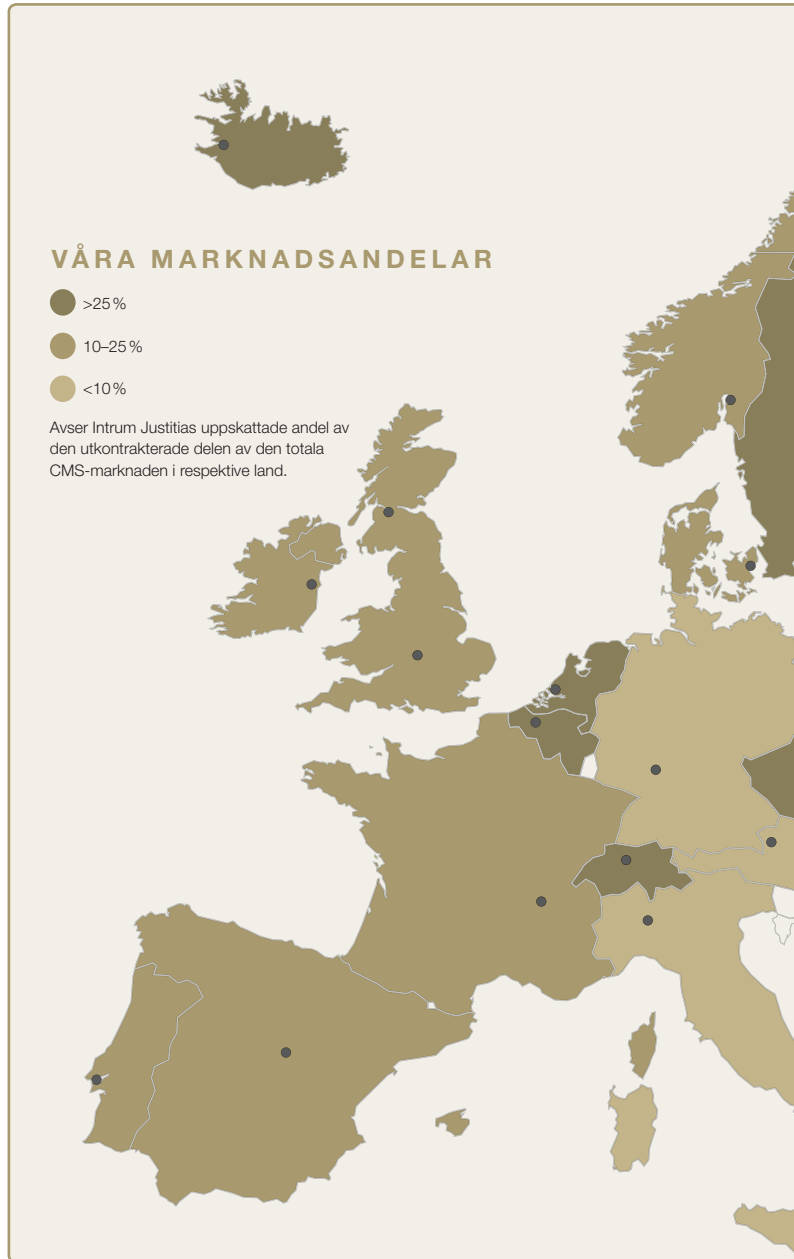 VÅRA MARKNADSANDELAR
>25 %
10–25 %
<10 %
Avser Intrum Justitias uppskattade andel av
den utkontrakterade delen av den totala
CMS-marknaden i respektive land.